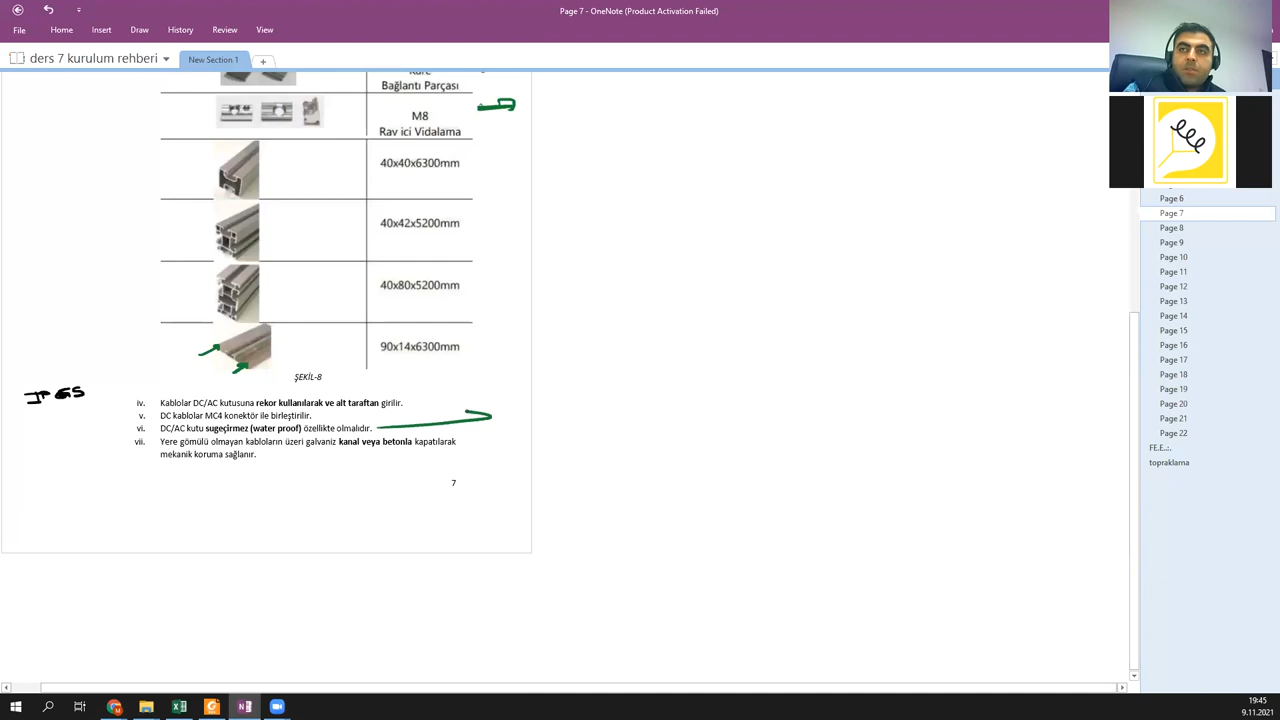 Page 7 - OneNote (Product Activation Failed)
File Home Insert Draw History Review View
ders 7 kurulum rehberi
New Section 1
Bağlantı Parçası
M8
Ray içi Vidalama
40x40x6300mm
40x42x5200mm
40x80x5200mm
90x14x6300mm
ŞEKİL-8
iv. Kablolar DC/AC kutusuna rekor kullanılarak ve alt taraftan girilir.
v. DC kablolar MC4 konektör ile birleştirilir.
vi. DC/AC kutu sugeçirmez (water proof) özellikte olmalıdır.
vii. Yere gömülü olmayan kabloların üzeri galvaniz kanal veya betonla kapatılarak
mekanik koruma sağlanır.
7
Page 6
Page 7
Page 8
Page 9
Page 10
Page 11
Page 12
Page 13
Page 14
Page 15
Page 16
Page 17
Page 18
Page 19
Page 20
Page 21
Page 22
FE.E..:.
topraklama
19:45
9.11.2021